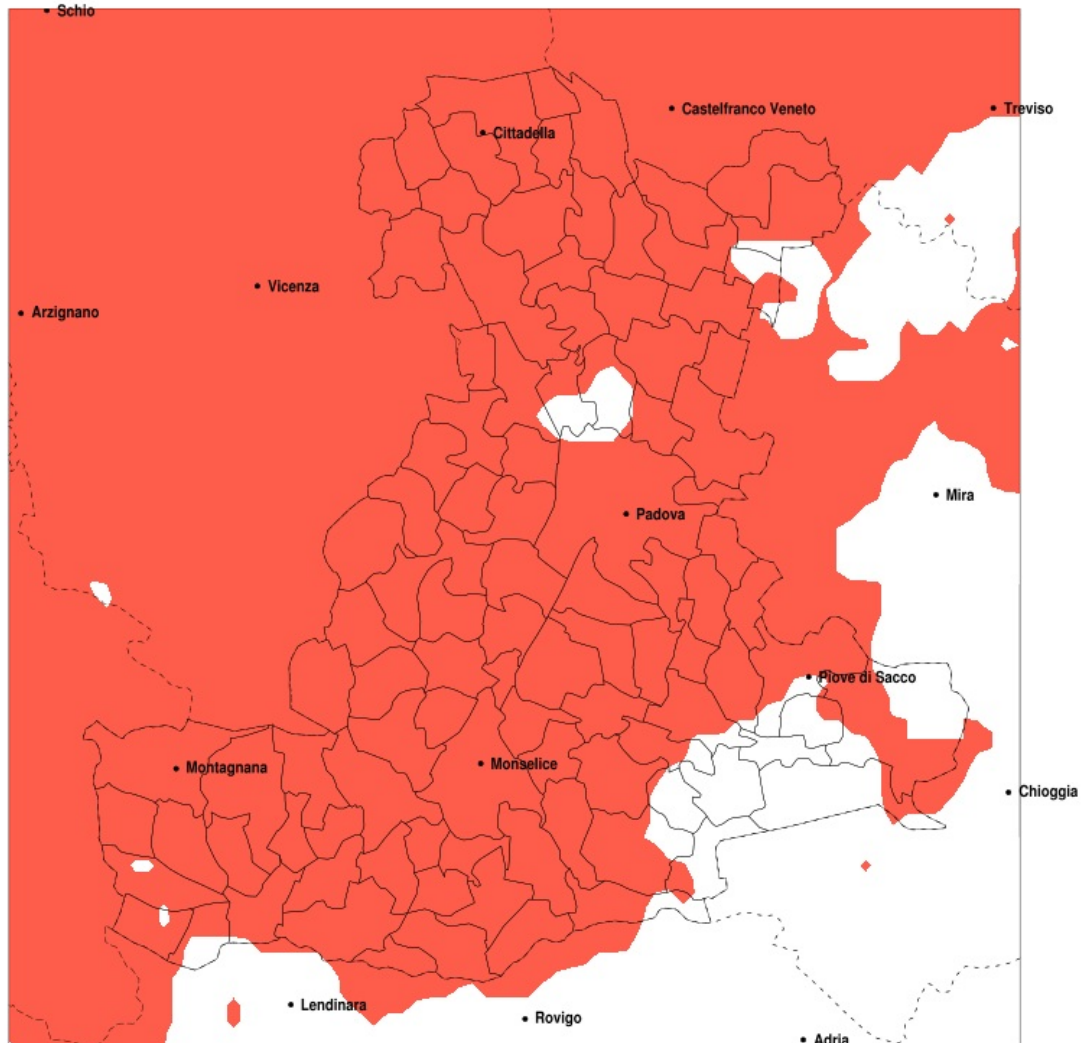 Schio
Castelfranco Veneto
Treviso
Cittadella
Vicenza
Arzignano
Mira
Padova
Piove di Sacco
Monselice
Montagnana
Chioggia
Lendinara
Rovigo
Adria